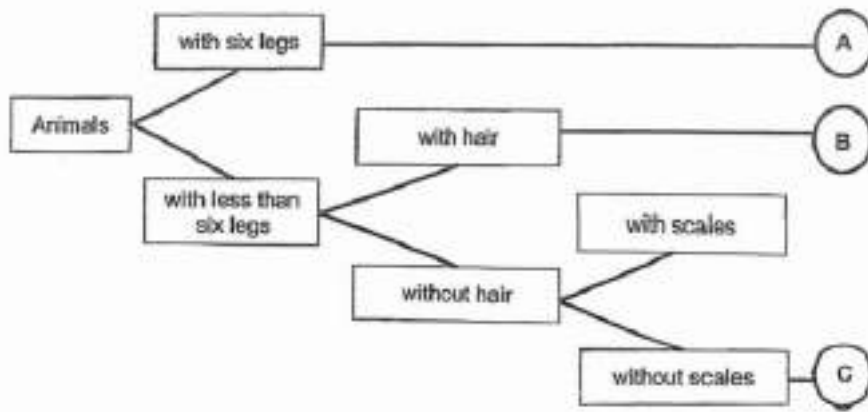 with six legs
A
Animals
with hair
B
with less than
six legs
with scales
without hair
without scales
C